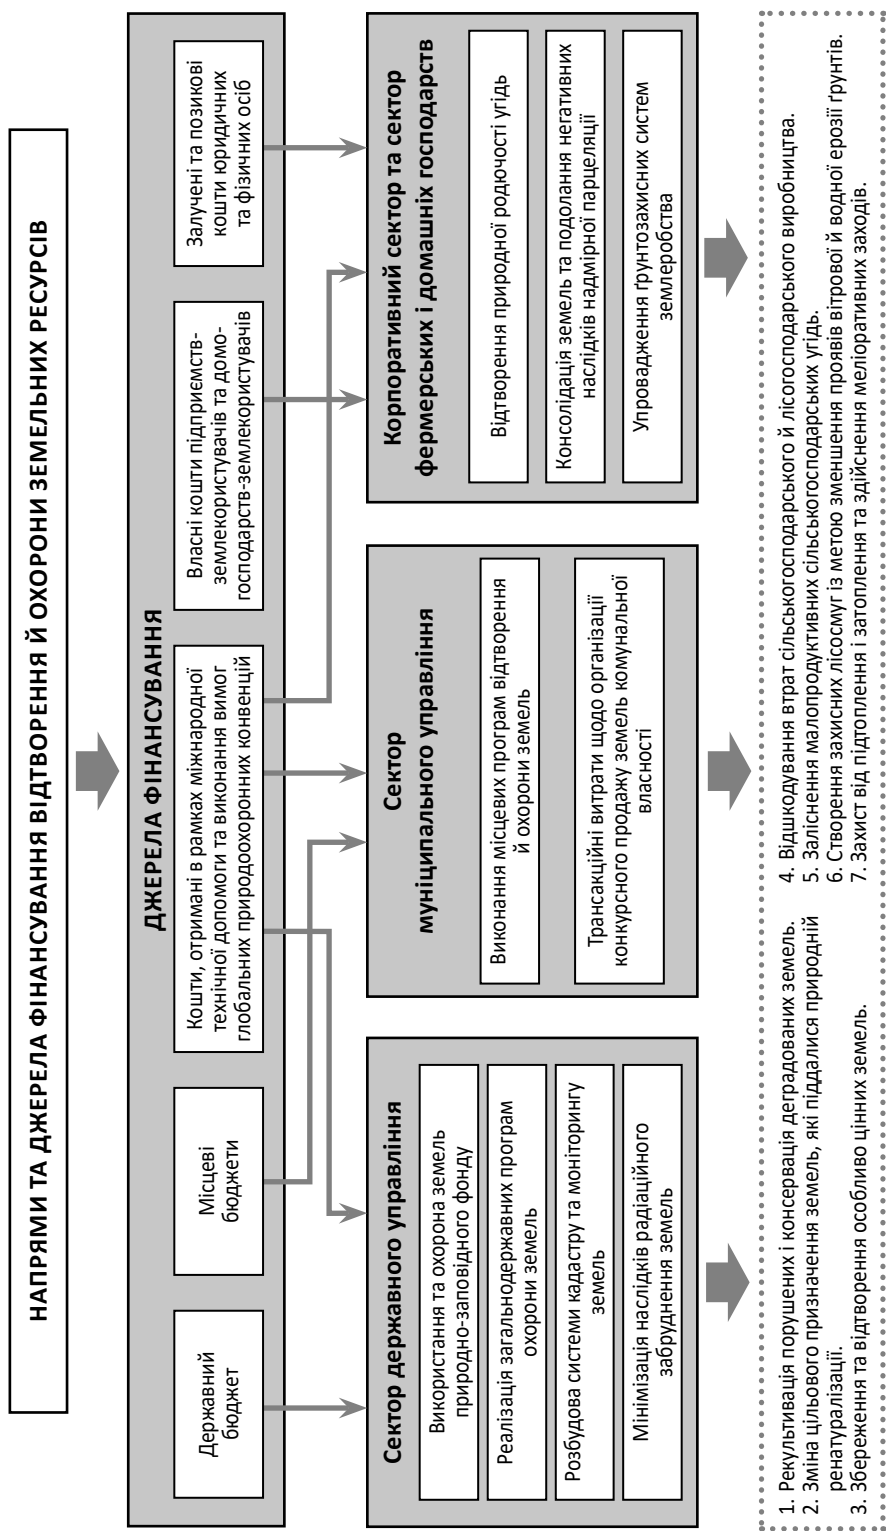 НАПРЯМИ ТА ДЖЕРЕЛА ФІНАНСУВАННЯ ВІДТВОРЕННЯ Й ОХОРОНИ ЗЕМЕЛЬНИХ РЕСУРСІВ
ДЖЕРЕЛА ФІНАНСУВАННЯ
Державний
бюджет
Місцеві
бюджети
Кошти, отримані в рамках міжнародної
технічної допомоги та виконання вимог
глобальних природоохоронних конвенцій
Власні кошти підприємств-
землекористувачів та домо-
господарств-землекористувачів
Залучені та позикові
кошти юридичних
та фізичних осіб
Сектор державного управління
Використання та охорона земель
природно-заповідного фонду
Реалізація загальнодержавних програм
охорони земель
Розбудова системи кадастру та моніторингу
земель
Мінімізація наслідків радіаційного
забруднення земель
Сектор
муніципального управління
Виконання місцевих програм відтворення
й охорони земель
Трансакційні витрати щодо організації
конкурсного продажу земель комунальної
власності
Корпоративний сектор та сектор
фермерських і домашніх господарств
Відтворення природної родючості угідь
Консолідація земель та подолання негативних
наслідків надмірної парцеляції
Упровадження ґрунтозахисних систем
землеробства
1. Рекультивація порушених і консервація деградованих земель.
2. Зміна цільового призначення земель, які піддалися природній
ренатуралізації.
3. Збереження та відтворення особливо цінних земель.
4. Відшкодування втрат сільськогосподарського й лісогосподарського виробництва.
5. Заліснення малопродуктивних сільськогосподарських угідь.
6. Створення захисних лісосмуг із метою зменшення проявів вітрової й водної ерозії ґрунтів.
7. Захист від підтоплення і затоплення та здійснення меліоративних заходів.